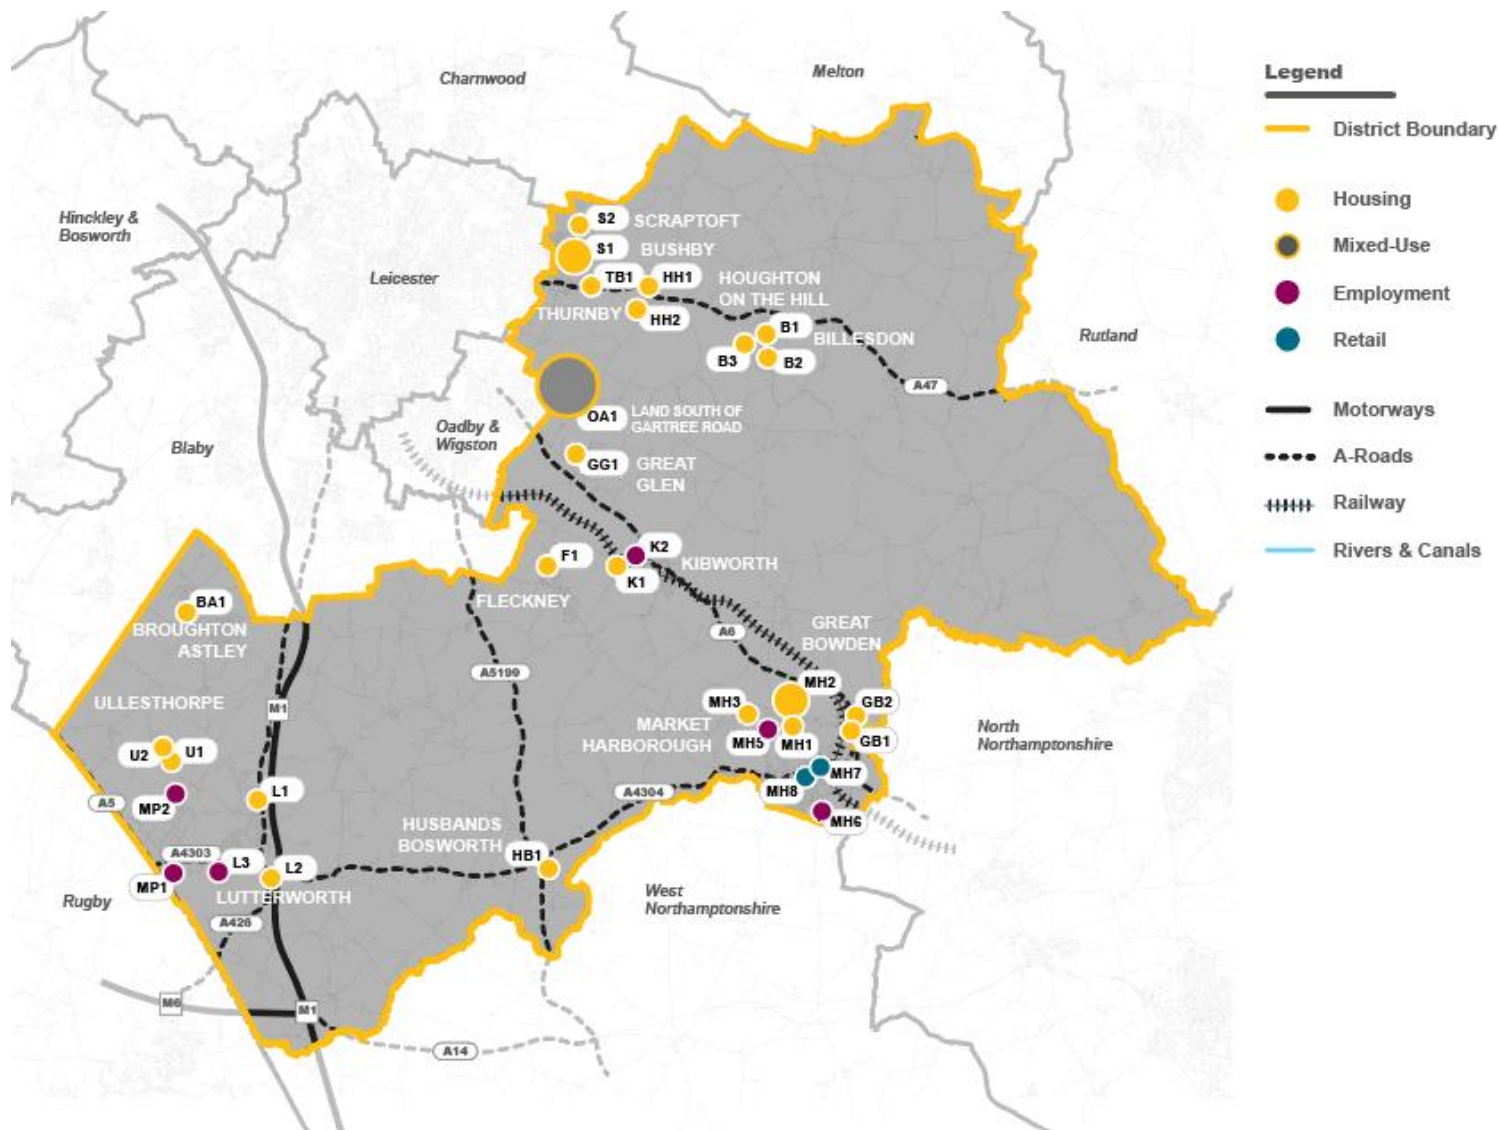 Charnwood
Melton
Hinckley &
Bosworth
Leicester
Rutland
Oadby &
Wigston
Blaby
S2
SCRAPTOFT
S1
BUSHBY
TB1
HH1
HOUGHTON
ON THE HILL
THURNBY
HH2
B1
BILLESDON
B3
B2
A47
OA1
LAND SOUTH OF
GARTREE ROAD
GG1
GREAT
GLEN
K2
F1
KIBWORTH
K1
FLECKNEY
BA1
BROUGHTON
ASTLEY
A6
GREAT
BOWDEN
A5199
MH2
ULLESTHORPE
M1
MH3
GB2
MARKET
HARBOROUGH
MH5
MH1
GB1
North
Northamptonshire
U2
U1
MH7
L1
A4304
MH8
A5
MP2
MH6
HUSBANDS
BOSWORTH
HB1
A4303
L3
L2
MP1
LUTTERWORTH
Rugby
West
Northamptonshire
A426
M6
M1
A14
Legend
District Boundary
Housing
Mixed-Use
Employment
Retail
Motorways
A-Roads
Railway
Rivers & Canals